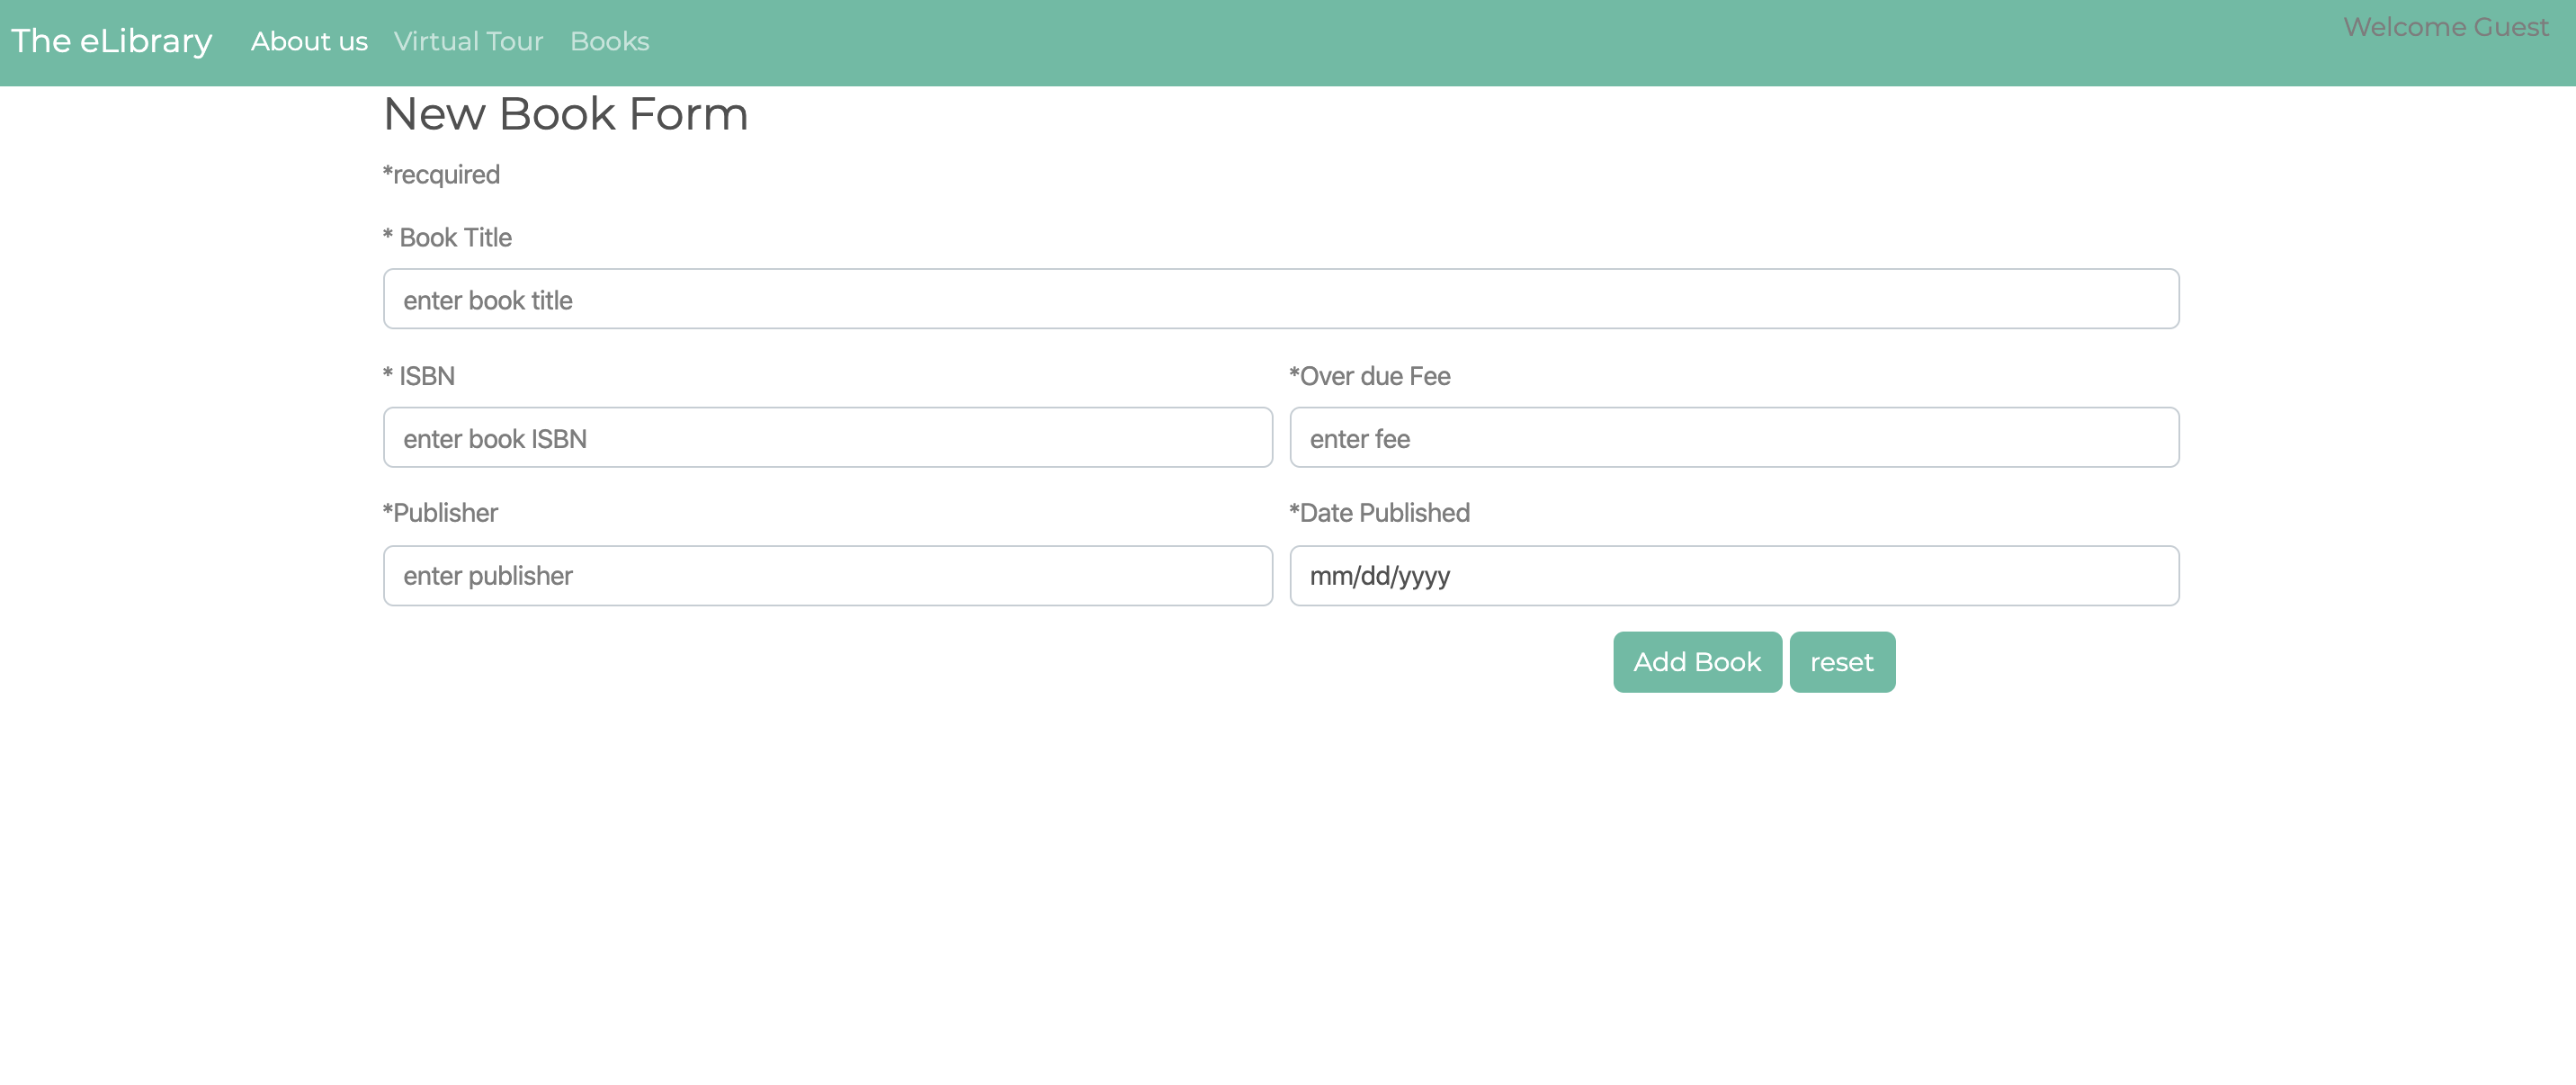 The eLibrary About us Virtual Tour Books Welcome Guest
New Book Form
*recquired
* Book Title
enter book title
* ISBN *Over due Fee
enter book ISBN enter fee
*Publisher *Date Published
enter publisher mm/dd/yyyy
Add Book reset